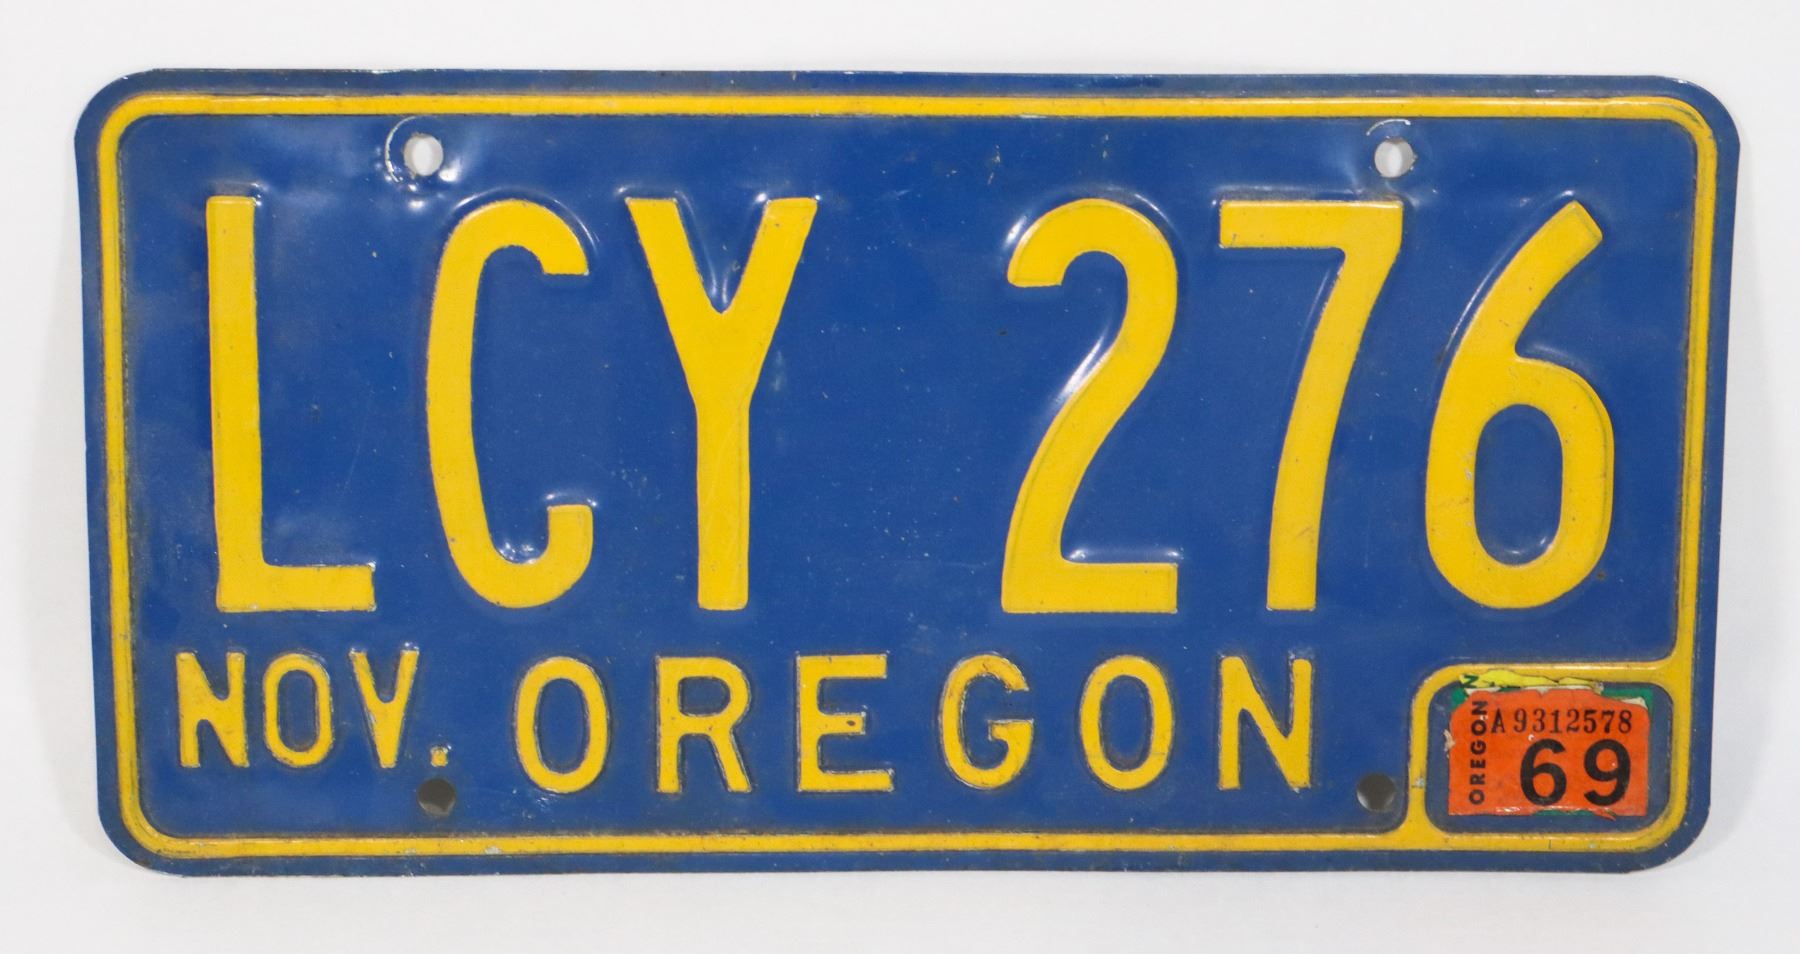 LCY 276
NOV. OREGON
OREGON
A9312578
69